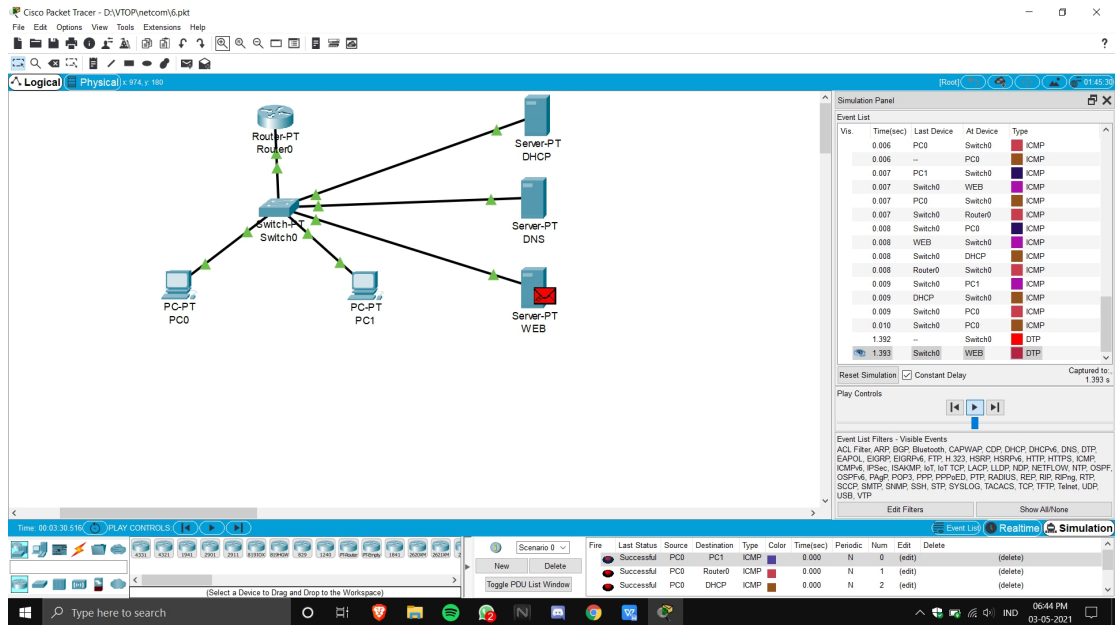 Cisco Packet Tracer - D:\VTOP\netcom\6.pkt
File Edit Options View Tools Extensions Help
?
Logical Physical x: 974, y: 180 [Root] 01:45:30
Router-PT
Router0
Server-PT
DHCP
Switch-PT
Switch0
Server-PT
DNS
PC-PT
PC0
PC-PT
PC1
Server-PT
WEB
Simulation Panel
Event List
Vis. Time(sec) Last Device At Device Type
0.006 PC0 Switch0 ICMP
0.006 -- PC0 ICMP
0.007 PC1 Switch0 ICMP
0.007 Switch0 WEB ICMP
0.007 PC0 Switch0 ICMP
0.007 Switch0 Router0 ICMP
0.008 Switch0 PC0 ICMP
0.008 WEB Switch0 ICMP
0.008 Switch0 DHCP ICMP
0.008 Router0 Switch0 ICMP
0.009 Switch0 PC1 ICMP
0.009 DHCP Switch0 ICMP
0.009 Switch0 PC0 ICMP
0.010 Switch0 PC0 ICMP
1.392 -- Switch0 DTP
1.393 Switch0 WEB DTP
Reset Simulation Constant Delay Captured to:
1.393 s
Play Controls
Event List Filters - Visible Events
ACL Filter, ARP, BGP, Bluetooth, CAPWAP, CDP, DHCP, DHCPv6, DNS, DTP,
EAPOL, EIGRP, EIGRPv6, FTP, H.323, HSRP, HSRPv6, HTTP, HTTPS, ICMP,
ICMPv6, IPSec, ISAKMP, IoT, IoT TCP, LACP, LLDP, NDP, NETFLOW, NTP, OSPF,
OSPFv6, PAgP, POP3, PPP, PPPoED, PTP, RADIUS, REP, RIP, RIPng, RTP,
SCCP, SMTP, SNMP, SSH, STP, SYSLOG, TACACS, TCP, TFTP, Telnet, UDP,
USB, VTP
Edit Filters Show All/None
Time: 00:03:30.516 PLAY CONTROLS: Event List Realtime Simulation
4331 4321 1941 2901 2911 819IOX 819HGW 829 1240 1841 2620XM 2621XM
(Select a Device to Drag and Drop to the Workspace)
Scenario 0
New Delete
Toggle PDU List Window
Fire Last Status Source Destination Type Color Time(sec) Periodic Num Edit Delete
Successful PC0 PC1 ICMP 0.000 N 0 (edit) (delete)
Successful PC0 Router0 ICMP 0.000 N 1 (edit) (delete)
Successful PC0 DHCP ICMP 0.000 N 2 (edit) (delete)
Type here to search
IND
06:44 PM
03-05-2021